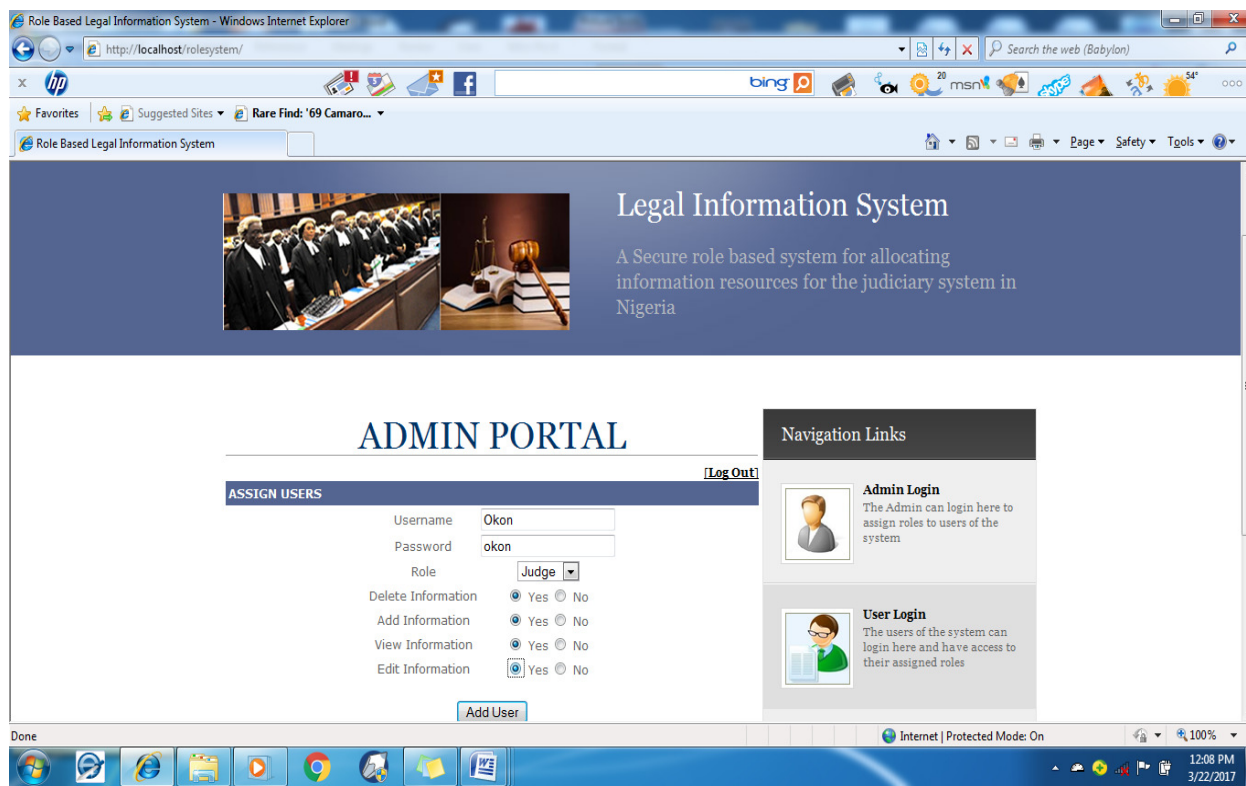 Role Based Legal Information System - Windows Internet Explorer
http://localhost/rolesystem/
Search the web (Babylon)
x hp f bing 20 msn 54°
Favorites Suggested Sites Rare Find: '69 Camaro...
Role Based Legal Information System
Page Safety Tools
Legal Information System
A Secure role based system for allocating
information resources for the judiciary system in
Nigeria
ADMIN PORTAL
[Log Out]
ASSIGN USERS
Username Okon
Password okon
Role Judge
Delete Information Yes No
Add Information Yes No
View Information Yes No
Edit Information Yes No
Add User
Navigation Links
Admin Login
The Admin can login here to
assign roles to users of the
system
User Login
The users of the system can
login here and have access to
their assigned roles
Done
Internet | Protected Mode: On
100%
12:08 PM
3/22/2017